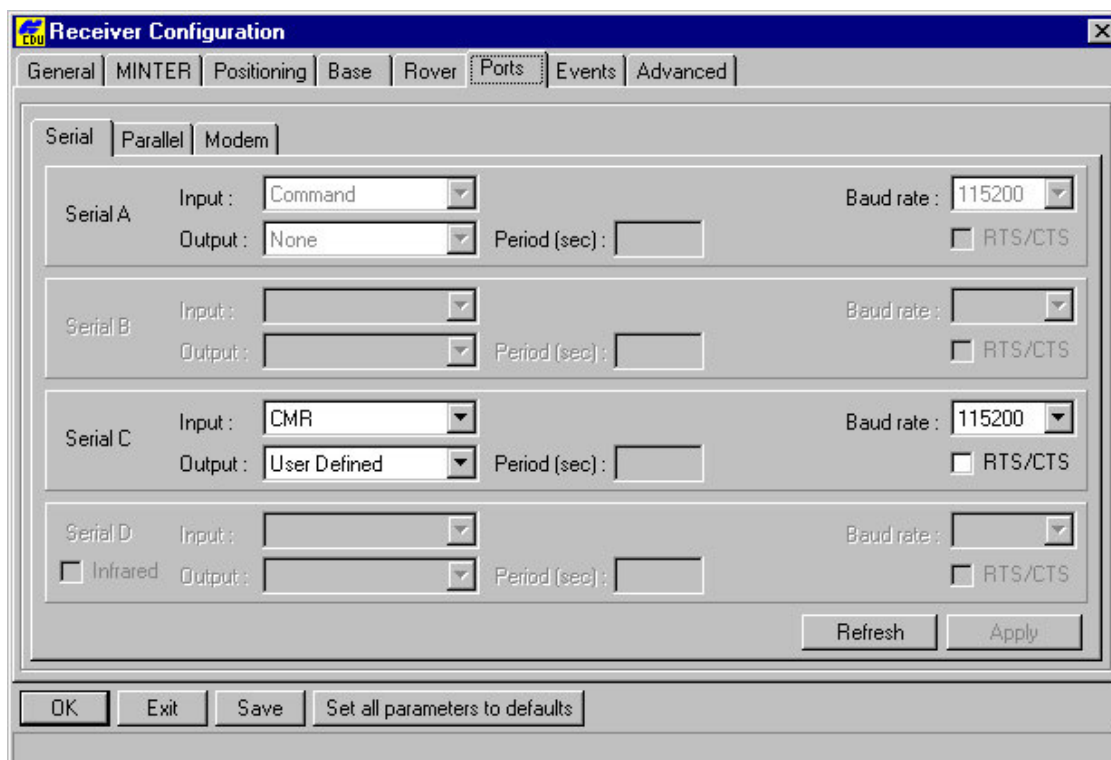 CDU Receiver Configuration
General MINTER Positioning Base Rover Ports Events Advanced
Serial Parallel Modem
Serial A
Input : Command
Baud rate : 115200
Output : None
Period (sec) :
RTS/CTS
Serial B
Input :
Baud rate :
Output :
Period (sec) :
RTS/CTS
Serial C
Input : CMR
Baud rate : 115200
Output : User Defined
Period (sec) :
RTS/CTS
Serial D
Input :
Baud rate :
Infrared
Output :
Period (sec) :
RTS/CTS
Refresh Apply
OK Exit Save Set all parameters to defaults